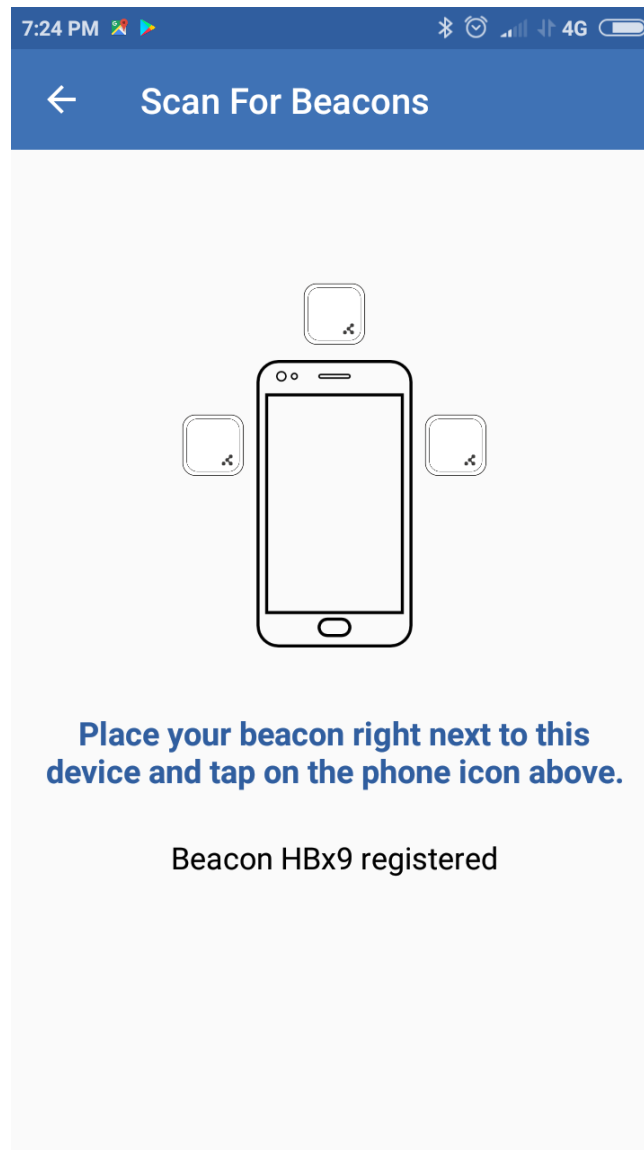 7:24 PM 4G
Scan For Beacons
Place your beacon right next to this
device and tap on the phone icon above.
Beacon HBx9 registered